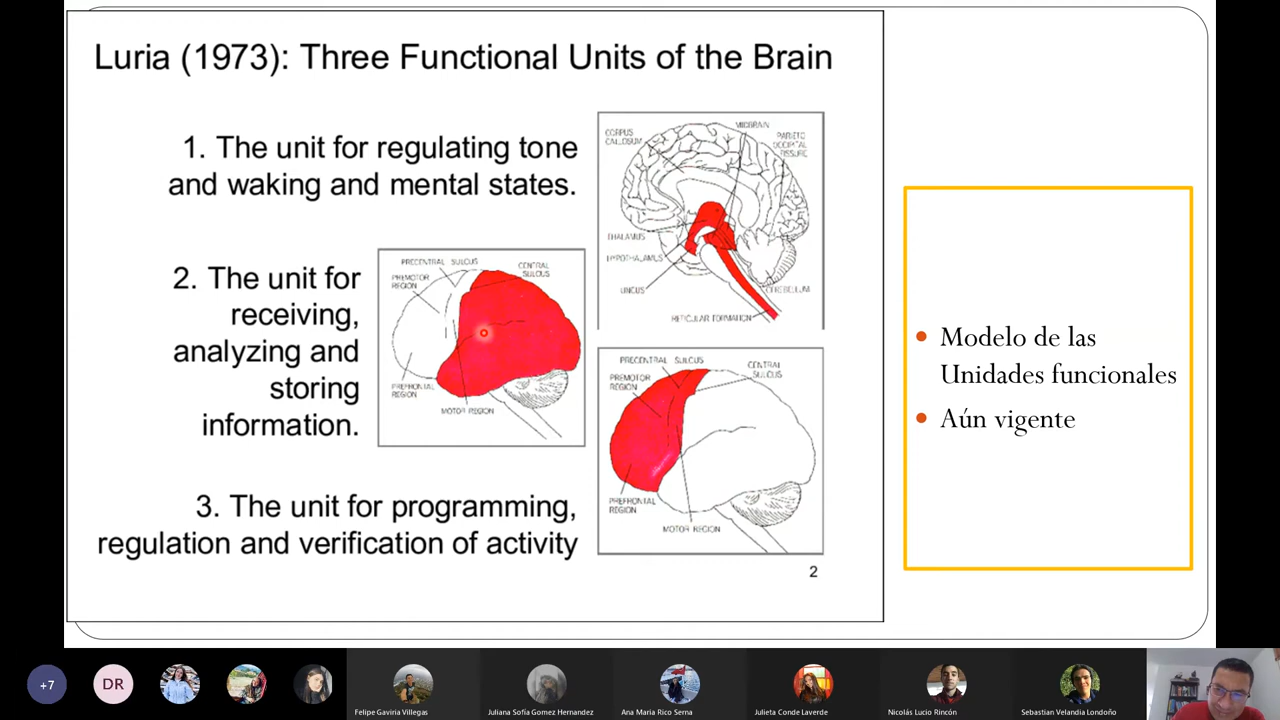 Luria (1973): Three Functional Units of the Brain
1. The unit for regulating tone
and waking and mental states.
CORPUS
CALLOSUM
MIDBRAIN
PARIETO
OCCIPITAL
FISSURE
THALAMUS
HYPOTHALAMUS
UNCUS
CEREBELLUM
RETICULAR FORMATION
2. The unit for
receiving,
analyzing and
storing
information.
PRECENTRAL SULCUS
PREMOTOR
REGION
CENTRAL
SULCUS
PREFRONTAL
REGION
MOTOR REGION
PRECENTRAL SULCUS
PREMOTOR
REGION
CENTRAL
SULCUS
PREFRONTAL
REGION
MOTOR REGION
3. The unit for programming,
regulation and verification of activity
2
• Modelo de las
Unidades funcionales
• Aún vigente
+7
DR
Felipe Gaviria Villegas
Juliana Sofía Gomez Hernandez
Ana Maria Rico Serna
Julieta Conde Laverde
Nicolás Lucio Rincón
Sebastian Velandia Londoño